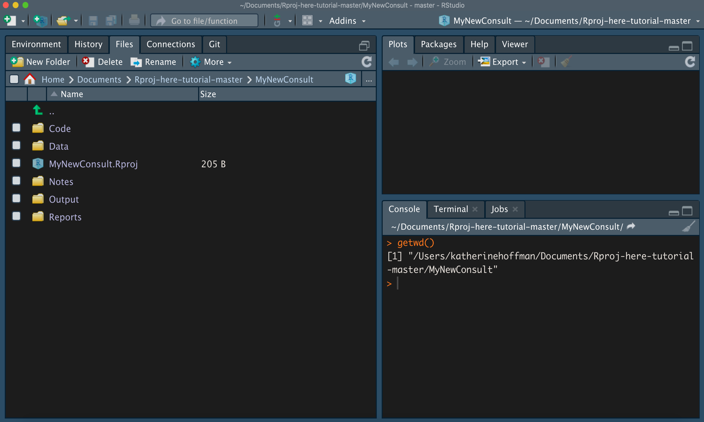 ~/Documents/Rproj-here-tutorial-master/MyNewConsult - master - RStudio
Go to file/function
Addins
MyNewConsult — ~/Documents/Rproj-here-tutorial-master
Environment History Files Connections Git
New Folder Delete Rename More
Home Documents Rproj-here-tutorial-master MyNewConsult ...
Name Size
..
Code
Data
MyNewConsult.Rproj 205 B
Notes
Output
Reports
Plots Packages Help Viewer
Zoom Export
Console Terminal Jobs
~/Documents/Rproj-here-tutorial-master/MyNewConsult/
> getwd()
[1] "/Users/katherinehoffman/Documents/Rproj-here-tutorial
-master/MyNewConsult"
>